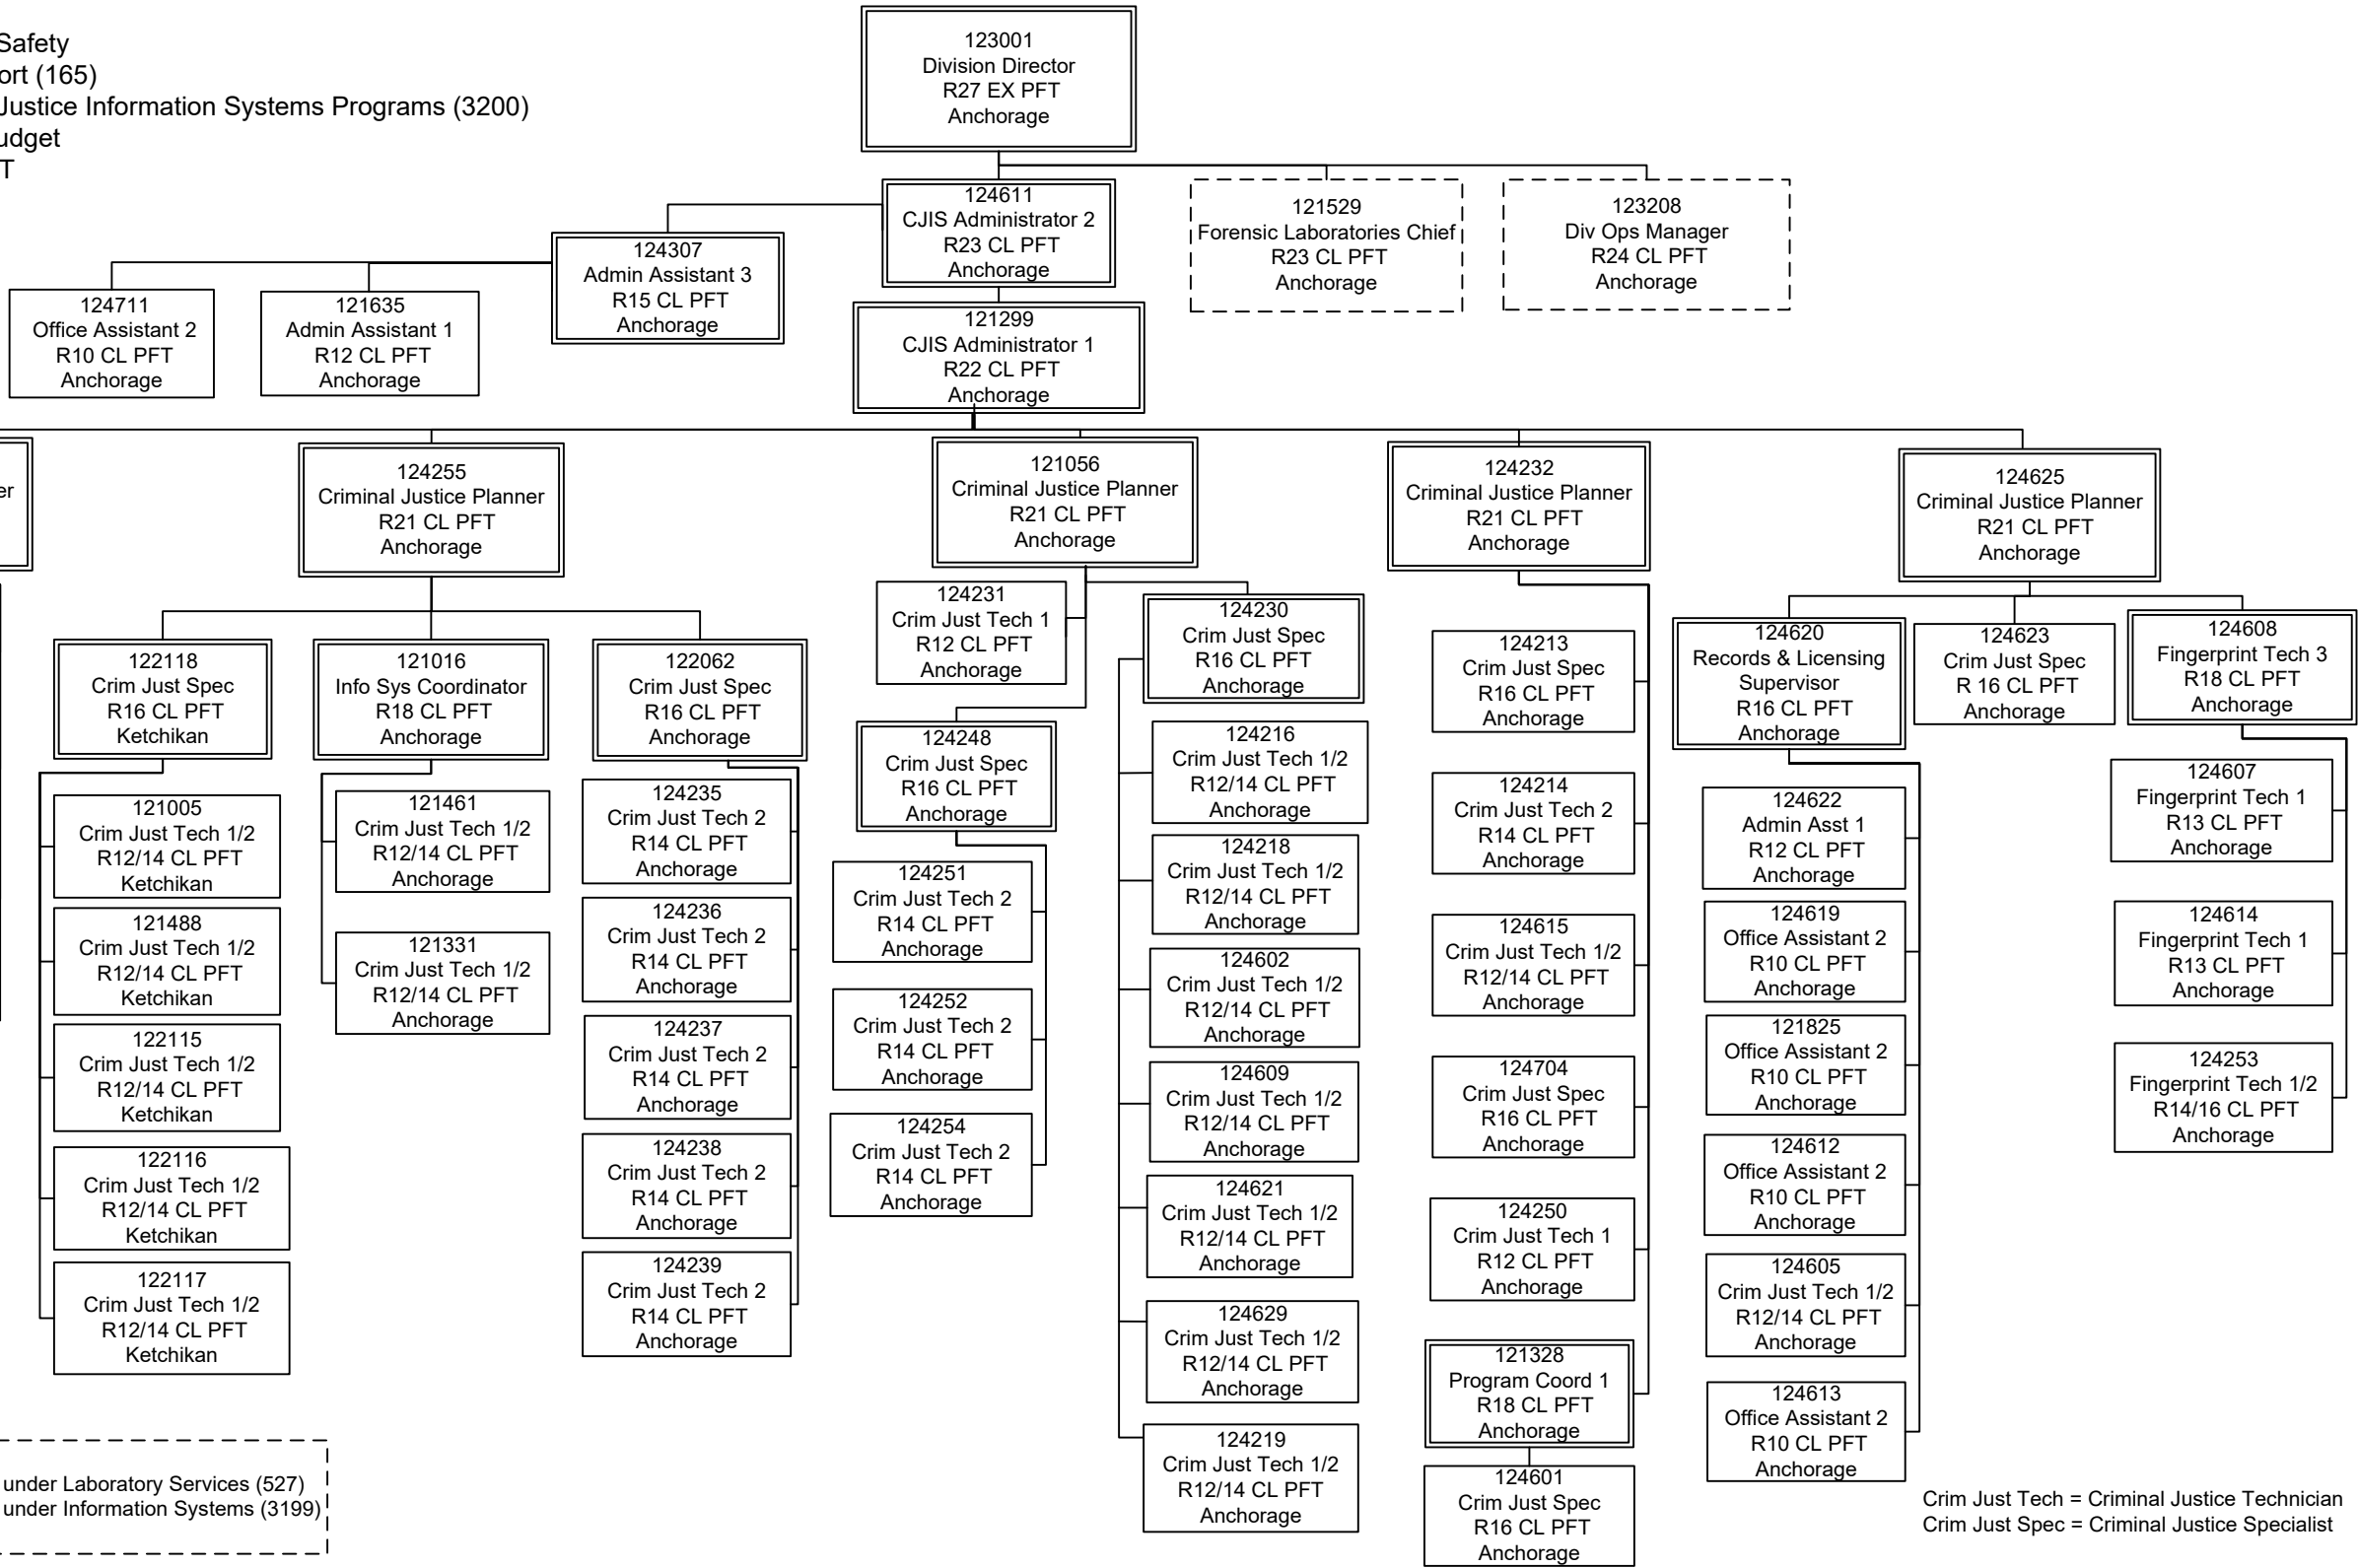 Safety
ort (165)
Justice Information Systems Programs (3200)
udget
T
123001
Division Director
R27 EX PFT
Anchorage
124611
CJIS Administrator 2
R23 CL PFT
Anchorage
121529
Forensic Laboratories Chief
R23 CL PFT
Anchorage
123208
Div Ops Manager
R24 CL PFT
Anchorage
124307
Admin Assistant 3
R15 CL PFT
Anchorage
124711
Office Assistant 2
R10 CL PFT
Anchorage
121635
Admin Assistant 1
R12 CL PFT
Anchorage
121299
CJIS Administrator 1
R22 CL PFT
Anchorage
er
124255
Criminal Justice Planner
R21 CL PFT
Anchorage
121056
Criminal Justice Planner
R21 CL PFT
Anchorage
124232
Criminal Justice Planner
R21 CL PFT
Anchorage
124625
Criminal Justice Planner
R21 CL PFT
Anchorage
122118
Crim Just Spec
R16 CL PFT
Ketchikan
121005
Crim Just Tech 1/2
R12/14 CL PFT
Ketchikan
121488
Crim Just Tech 1/2
R12/14 CL PFT
Ketchikan
122115
Crim Just Tech 1/2
R12/14 CL PFT
Ketchikan
122116
Crim Just Tech 1/2
R12/14 CL PFT
Ketchikan
122117
Crim Just Tech 1/2
R12/14 CL PFT
Ketchikan
121016
Info Sys Coordinator
R18 CL PFT
Anchorage
121461
Crim Just Tech 1/2
R12/14 CL PFT
Anchorage
121331
Crim Just Tech 1/2
R12/14 CL PFT
Anchorage
122062
Crim Just Spec
R16 CL PFT
Anchorage
124235
Crim Just Tech 2
R14 CL PFT
Anchorage
124236
Crim Just Tech 2
R14 CL PFT
Anchorage
124237
Crim Just Tech 2
R14 CL PFT
Anchorage
124238
Crim Just Tech 2
R14 CL PFT
Anchorage
124239
Crim Just Tech 2
R14 CL PFT
Anchorage
124231
Crim Just Tech 1
R12 CL PFT
Anchorage
124248
Crim Just Spec
R16 CL PFT
Anchorage
124251
Crim Just Tech 2
R14 CL PFT
Anchorage
124252
Crim Just Tech 2
R14 CL PFT
Anchorage
124254
Crim Just Tech 2
R14 CL PFT
Anchorage
124230
Crim Just Spec
R16 CL PFT
Anchorage
124216
Crim Just Tech 1/2
R12/14 CL PFT
Anchorage
124218
Crim Just Tech 1/2
R12/14 CL PFT
Anchorage
124602
Crim Just Tech 1/2
R12/14 CL PFT
Anchorage
124609
Crim Just Tech 1/2
R12/14 CL PFT
Anchorage
124621
Crim Just Tech 1/2
R12/14 CL PFT
Anchorage
124629
Crim Just Tech 1/2
R12/14 CL PFT
Anchorage
124219
Crim Just Tech 1/2
R12/14 CL PFT
Anchorage
124213
Crim Just Spec
R16 CL PFT
Anchorage
124214
Crim Just Tech 2
R14 CL PFT
Anchorage
124615
Crim Just Tech 1/2
R12/14 CL PFT
Anchorage
124704
Crim Just Spec
R16 CL PFT
Anchorage
124250
Crim Just Tech 1
R12 CL PFT
Anchorage
121328
Program Coord 1
R18 CL PFT
Anchorage
124601
Crim Just Spec
R16 CL PFT
Anchorage
124620
Records & Licensing
Supervisor
R16 CL PFT
Anchorage
124622
Admin Asst 1
R12 CL PFT
Anchorage
124619
Office Assistant 2
R10 CL PFT
Anchorage
121825
Office Assistant 2
R10 CL PFT
Anchorage
124612
Office Assistant 2
R10 CL PFT
Anchorage
124605
Crim Just Tech 1/2
R12/14 CL PFT
Anchorage
124613
Office Assistant 2
R10 CL PFT
Anchorage
124623
Crim Just Spec
R 16 CL PFT
Anchorage
124608
Fingerprint Tech 3
R18 CL PFT
Anchorage
124607
Fingerprint Tech 1
R13 CL PFT
Anchorage
124614
Fingerprint Tech 1
R13 CL PFT
Anchorage
124253
Fingerprint Tech 1/2
R14/16 CL PFT
Anchorage
under Laboratory Services (527)
under Information Systems (3199)
Crim Just Tech = Criminal Justice Technician
Crim Just Spec = Criminal Justice Specialist